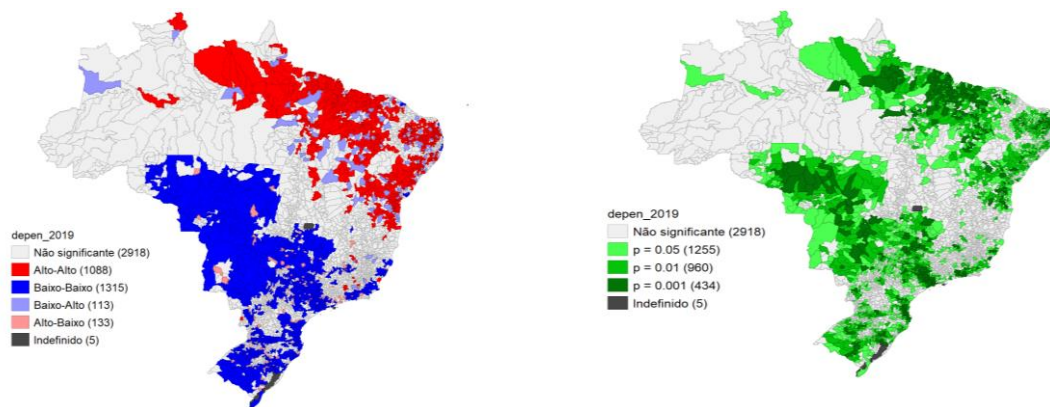 depen_2019
Não significante (2918)
Alto-Alto (1088)
Baixo-Baixo (1315)
Baixo-Alto (113)
Alto-Baixo (133)
Indefinido (5)
depen_2019
Não significante (2918)
p = 0.05 (1255)
p = 0.01 (960)
p = 0.001 (434)
Indefinido (5)